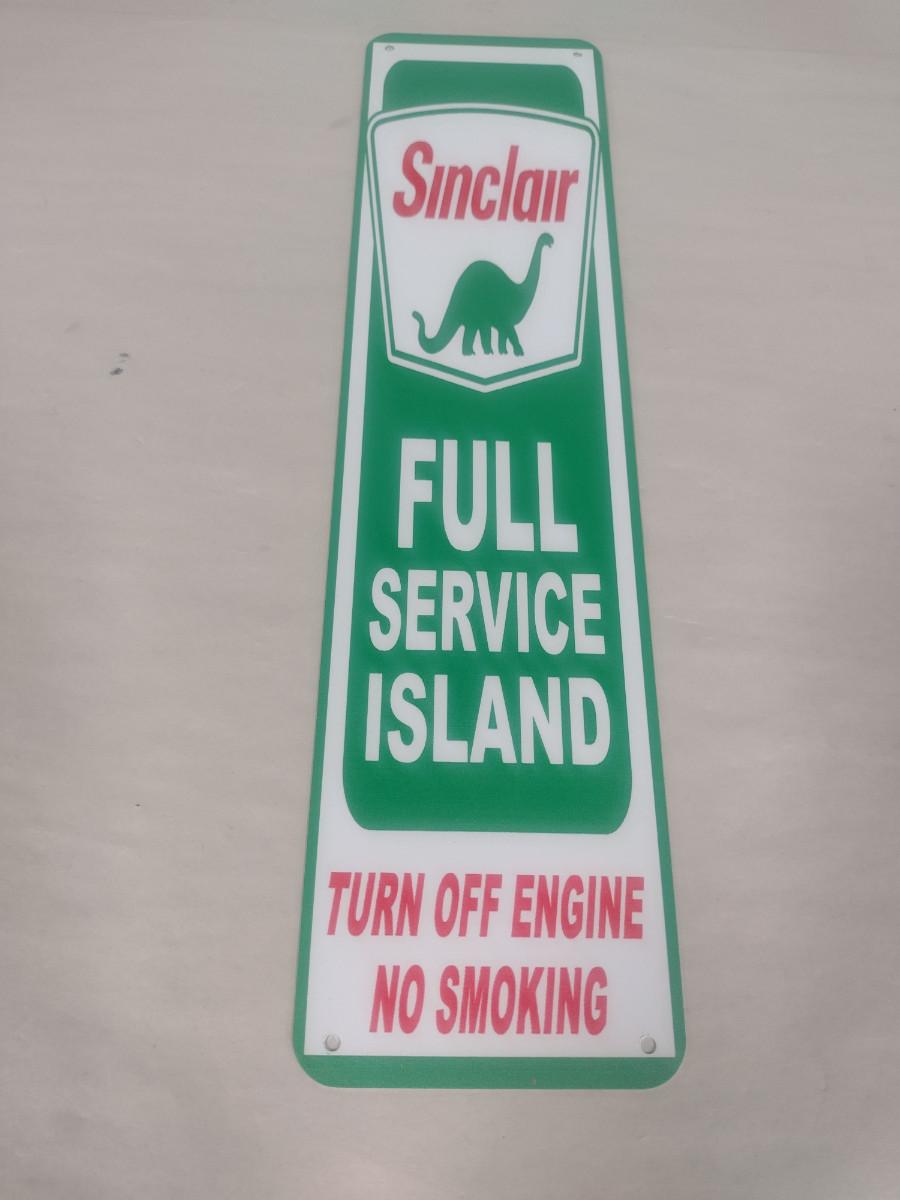 Sinclair
FULL
SERVICE
ISLAND
TURN OFF ENGINE
NO SMOKING